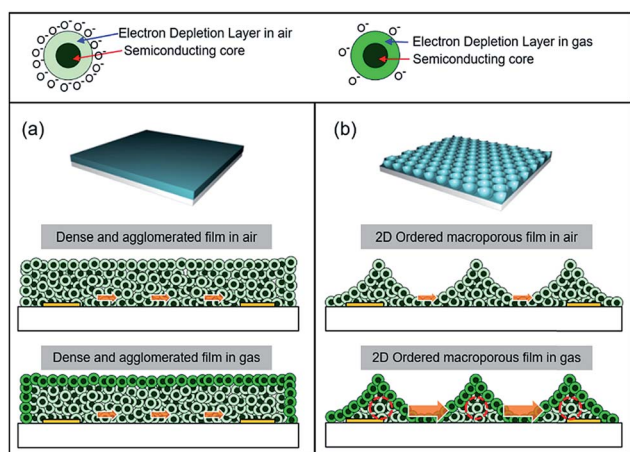 Electron Depletion Layer in air
Semiconducting core
O⁻ O⁻ O⁻ O⁻ O⁻ O⁻ O⁻ O⁻ O⁻ O⁻ O⁻ O⁻ O⁻ O⁻
Electron Depletion Layer in gas
Semiconducting core
O⁻ O⁻ O⁻ O⁻
(a)
Dense and agglomerated film in air
Dense and agglomerated film in gas
(b)
2D Ordered macroporous film in air
2D Ordered macroporous film in gas